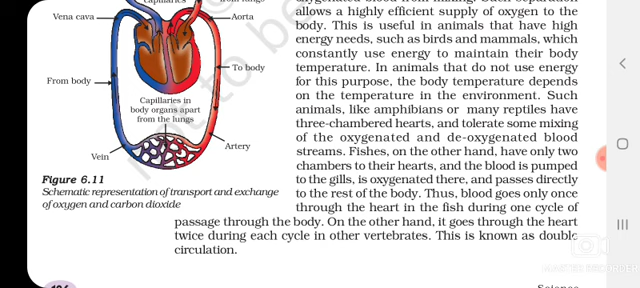 capillaries
Vena cava
Aorta
From body
To body
Capillaries in
body organs apart
from the lungs
Vein
Artery
Figure 6.11
Schematic representation of transport and exchange
of oxygen and carbon dioxide
allows a highly efficient supply of oxygen to the
body. This is useful in animals that have high
energy needs, such as birds and mammals, which
constantly use energy to maintain their body
temperature. In animals that do not use energy
for this purpose, the body temperature depends
on the temperature in the environment. Such
animals, like amphibians or many reptiles have
three-chambered hearts, and tolerate some mixing
of the oxygenated and de-oxygenated blood
streams. Fishes, on the other hand, have only two
chambers to their hearts, and the blood is pumped
to the gills, is oxygenated there, and passes directly
to the rest of the body. Thus, blood goes only once
through the heart in the fish during one cycle of
passage through the body. On the other hand, it goes through the heart
twice during each cycle in other vertebrates. This is known as double
circulation.
Science